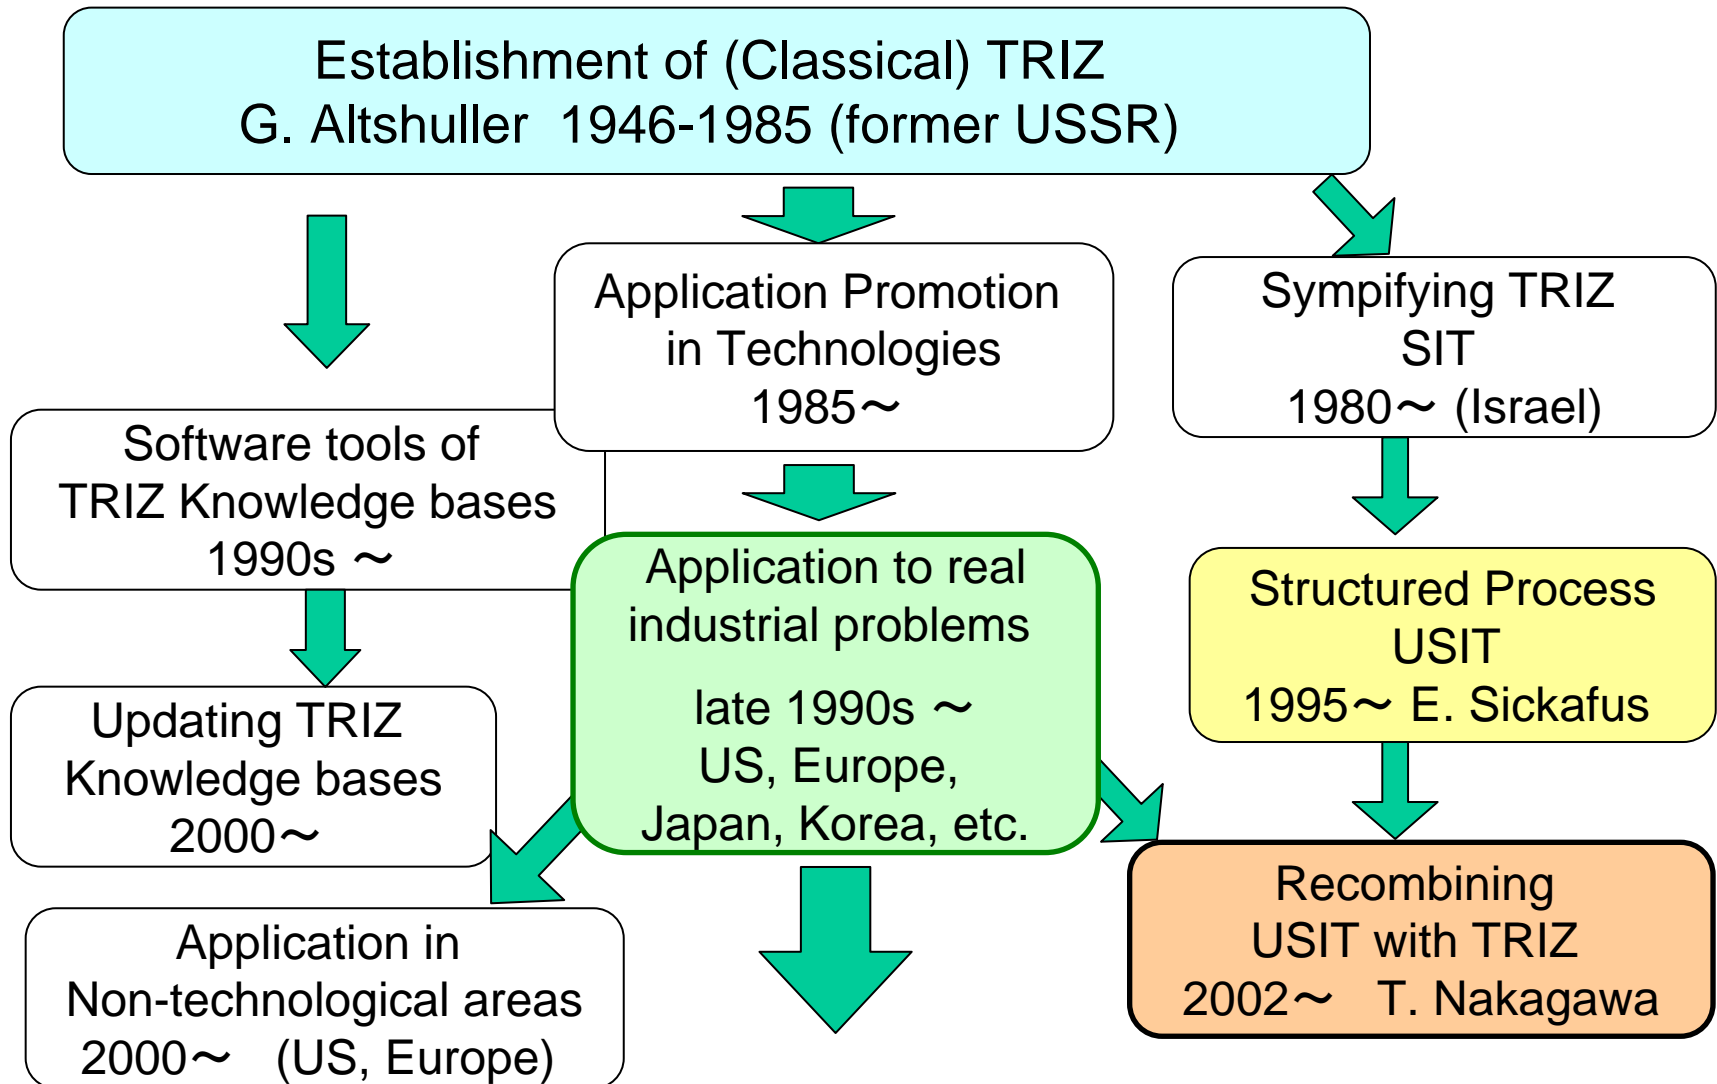 Establishment of (Classical) TRIZ
G. Altshuller 1946-1985 (former USSR)
Application Promotion
in Technologies
1985～
Sympifying TRIZ
SIT
1980～ (Israel)
Software tools of
TRIZ Knowledge bases
1990s ～
Application to real
industrial problems
late 1990s ～
US, Europe,
Japan, Korea, etc.
Structured Process
USIT
1995～ E. Sickafus
Updating TRIZ
Knowledge bases
2000～
Application in
Non-technological areas
2000～ (US, Europe)
Recombining
USIT with TRIZ
2002～ T. Nakagawa